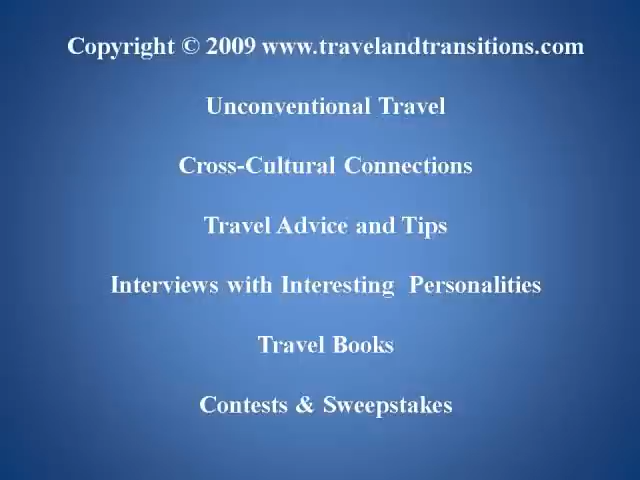 Copyright © 2009 www.travelandtransitions.com
Unconventional Travel
Cross-Cultural Connections
Travel Advice and Tips
Interviews with Interesting  Personalities
Travel Books
Contests & Sweepstakes